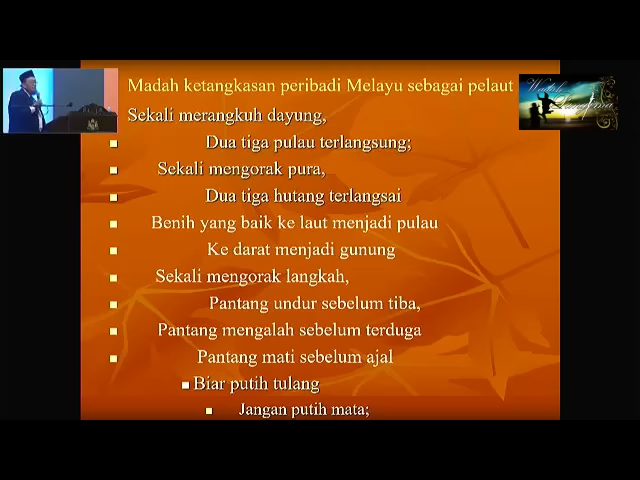 Madah ketangkasan peribadi Melayu sebagai pelaut
Sekali merangkuh dayung,
Dua tiga pulau terlangsung;
Sekali mengorak pura,
Dua tiga hutang terlangsai
Benih yang baik ke laut menjadi pulau
Ke darat menjadi gunung
Sekali mengorak langkah,
Pantang undur sebelum tiba,
Pantang mengalah sebelum terduga
Pantang mati sebelum ajal
Biar putih tulang
Jangan putih mata;